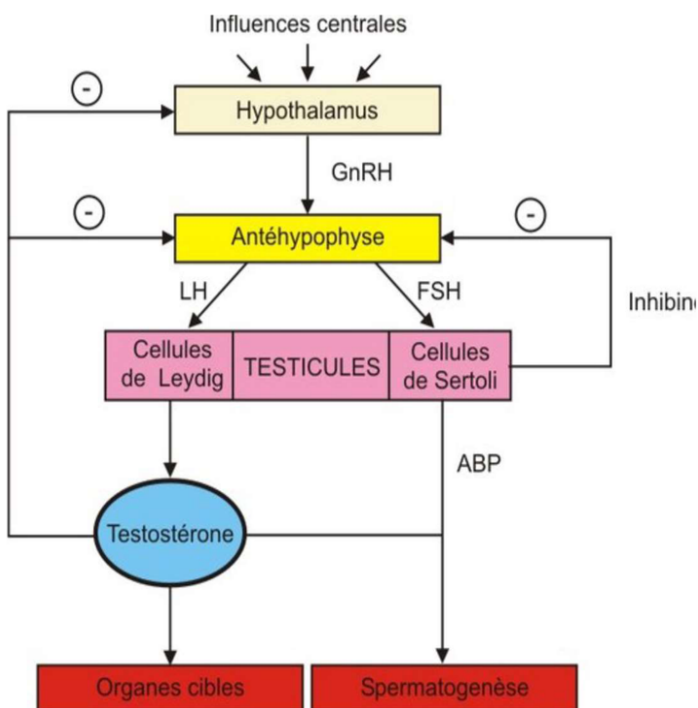 Influences centrales
-
Hypothalamus
GnRH
-
-
Antéhypophyse
LH
FSH
Inhibine
Cellules
de Leydig
TESTICULES
Cellules
de Sertoli
ABP
Testostérone
Organes cibles
Spermatogenèse